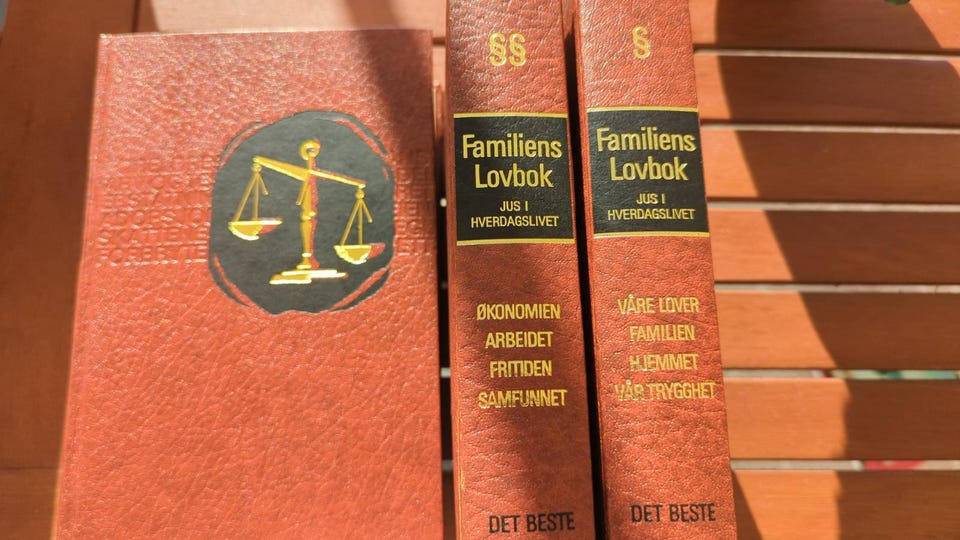 §§
Familiens
Lovbok
JUS I
HVERDAGSLIVET
ØKONOMIEN
ARBEIDET
FRITIDEN
SAMFUNNET
DET BESTE
§
Familiens
Lovbok
JUS I
HVERDAGSLIVET
VÅRE LOVER
FAMILIEN
HJEMMET
VÅR TRYGGHET
DET BESTE